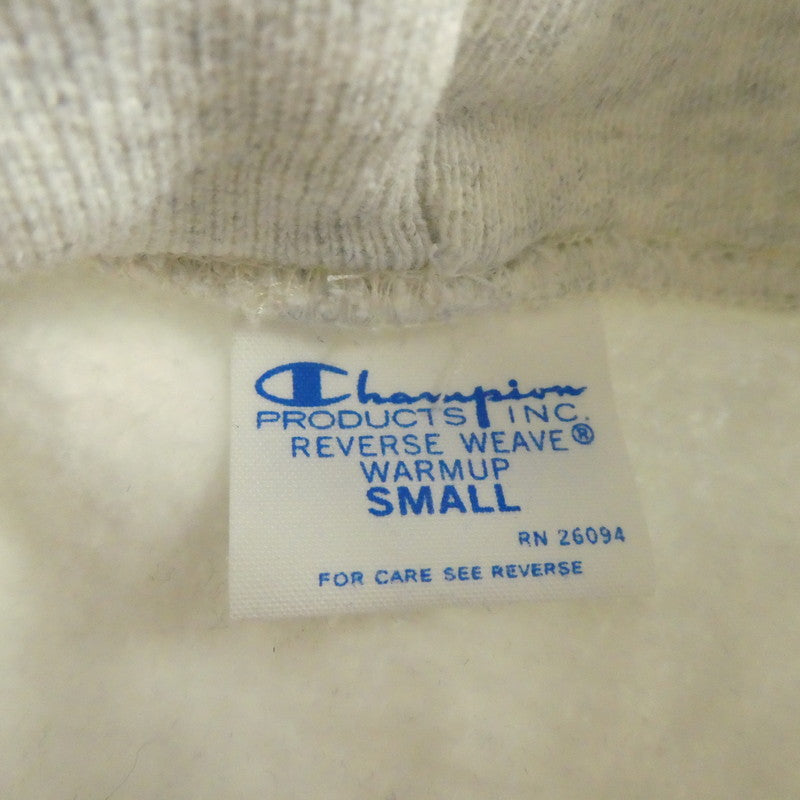 Champion
PRODUCTS INC.
REVERSE WEAVE®
WARMUP
SMALL
RN 26094
FOR CARE SEE REVERSE